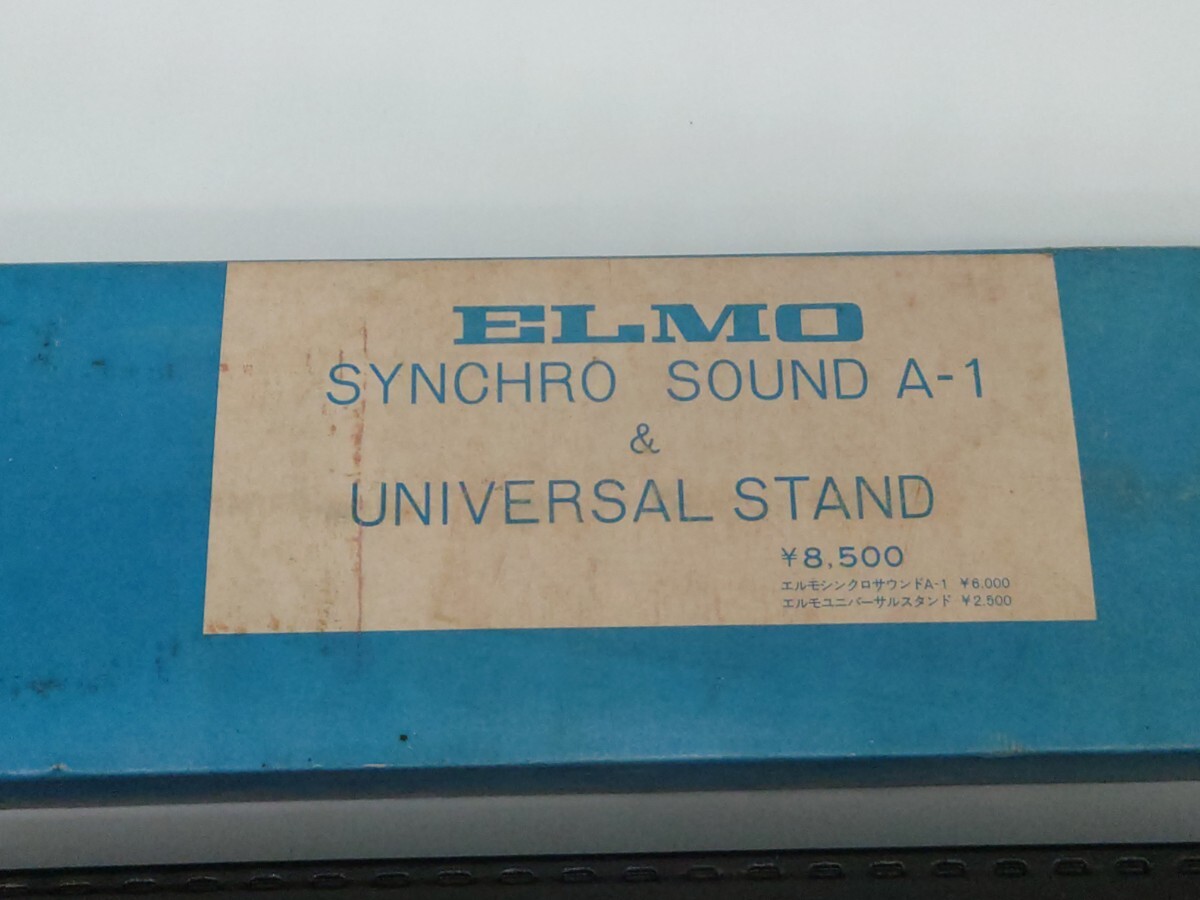 ELMO
SYNCHRO SOUND A-1
&
UNIVERSAL STAND
¥8,500
エルモシンクロサウンドA-1 ¥6,000
エルモユニバーサルスタンド ¥2,500